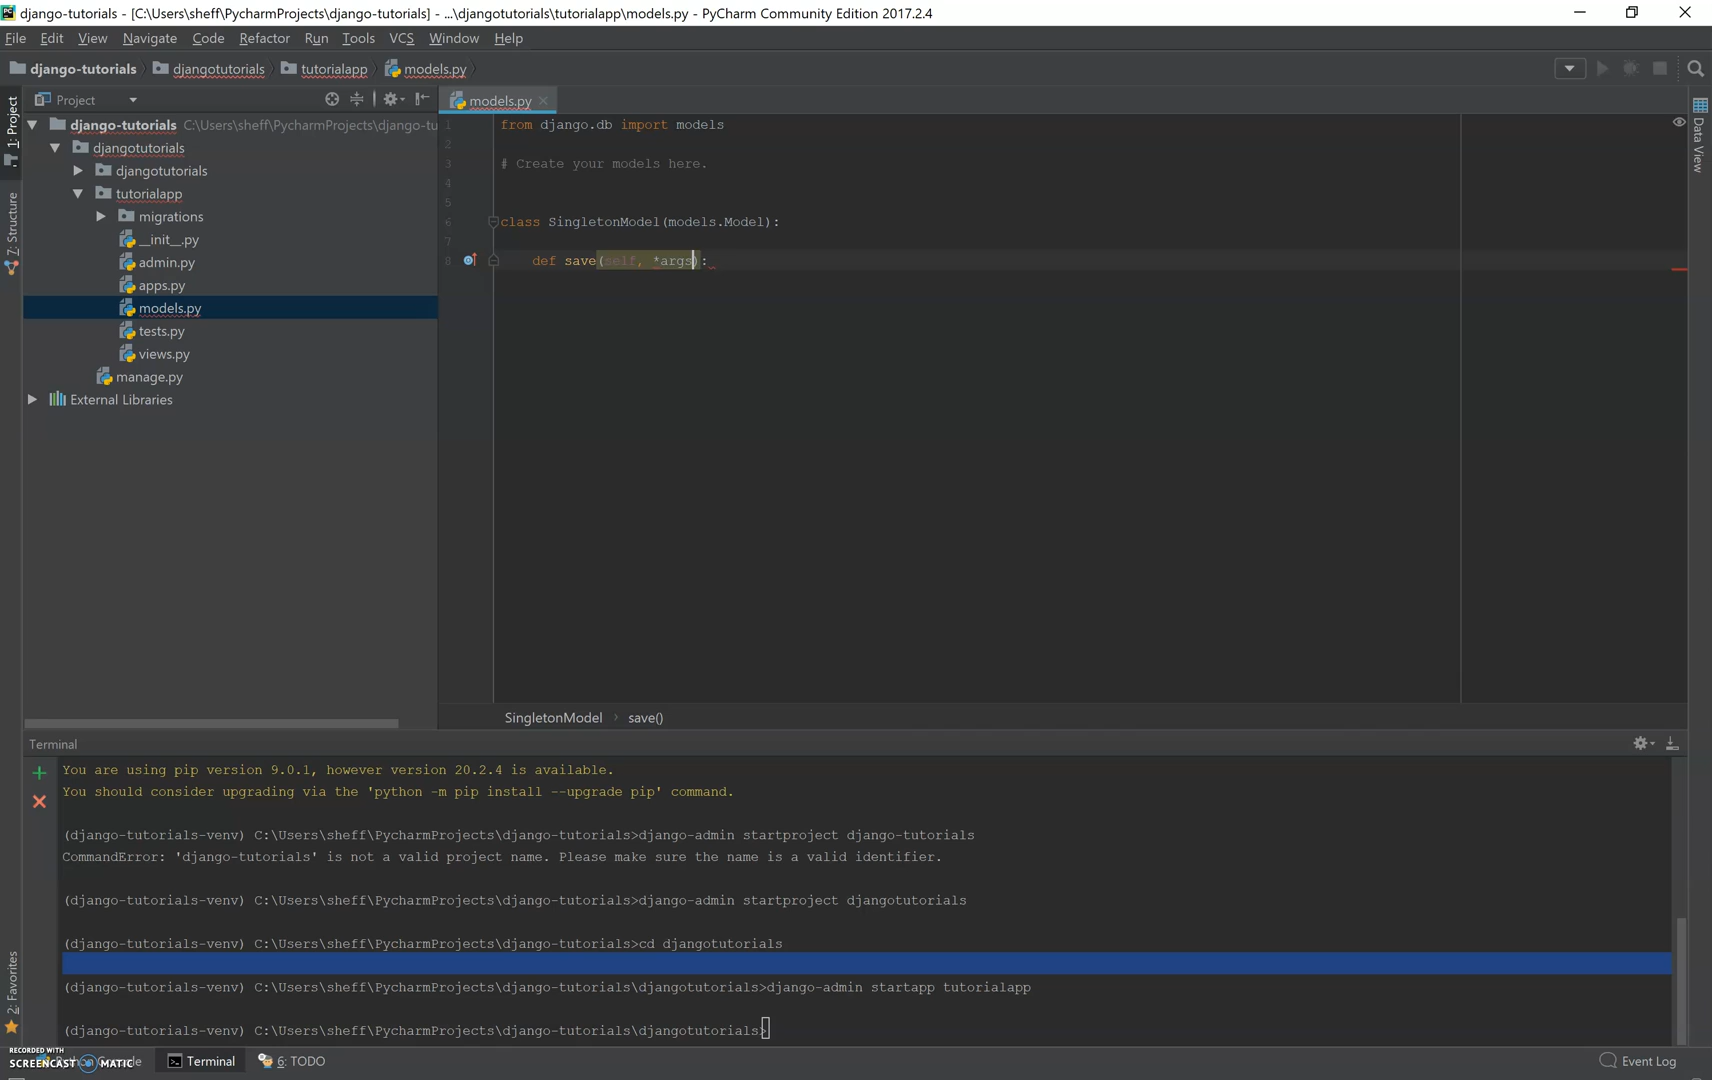 django-tutorials - [C:\Users\sheff\PycharmProjects\django-tutorials] - ...\djangotutorials\tutorialapp\models.py - PyCharm Community Edition 2017.2.4
File Edit View Navigate Code Refactor Run Tools VCS Window Help
django-tutorials djangotutorials tutorialapp models.py
Project
models.py
1: Project
7: Structure
2: Favorites
Data View
django-tutorials C:\Users\sheff\PycharmProjects\django-tu
djangotutorials
djangotutorials
tutorialapp
migrations
__init__.py
admin.py
apps.py
models.py
tests.py
views.py
manage.py
External Libraries
1 from django.db import models
2
3 # Create your models here.
4
5
6 class SingletonModel(models.Model):
7
8 def save(self, *args):
SingletonModel save()
Terminal
You are using pip version 9.0.1, however version 20.2.4 is available.
You should consider upgrading via the 'python -m pip install --upgrade pip' command.
(django-tutorials-venv) C:\Users\sheff\PycharmProjects\django-tutorials>django-admin startproject django-tutorials
CommandError: 'django-tutorials' is not a valid project name. Please make sure the name is a valid identifier.
(django-tutorials-venv) C:\Users\sheff\PycharmProjects\django-tutorials>django-admin startproject djangotutorials
(django-tutorials-venv) C:\Users\sheff\PycharmProjects\django-tutorials>cd djangotutorials
(django-tutorials-venv) C:\Users\sheff\PycharmProjects\django-tutorials\djangotutorials>django-admin startapp tutorialapp
(django-tutorials-venv) C:\Users\sheff\PycharmProjects\django-tutorials\djangotutorials>
RECORDED WITH
SCREENCAST MATIC
Terminal 6: TODO Event Log